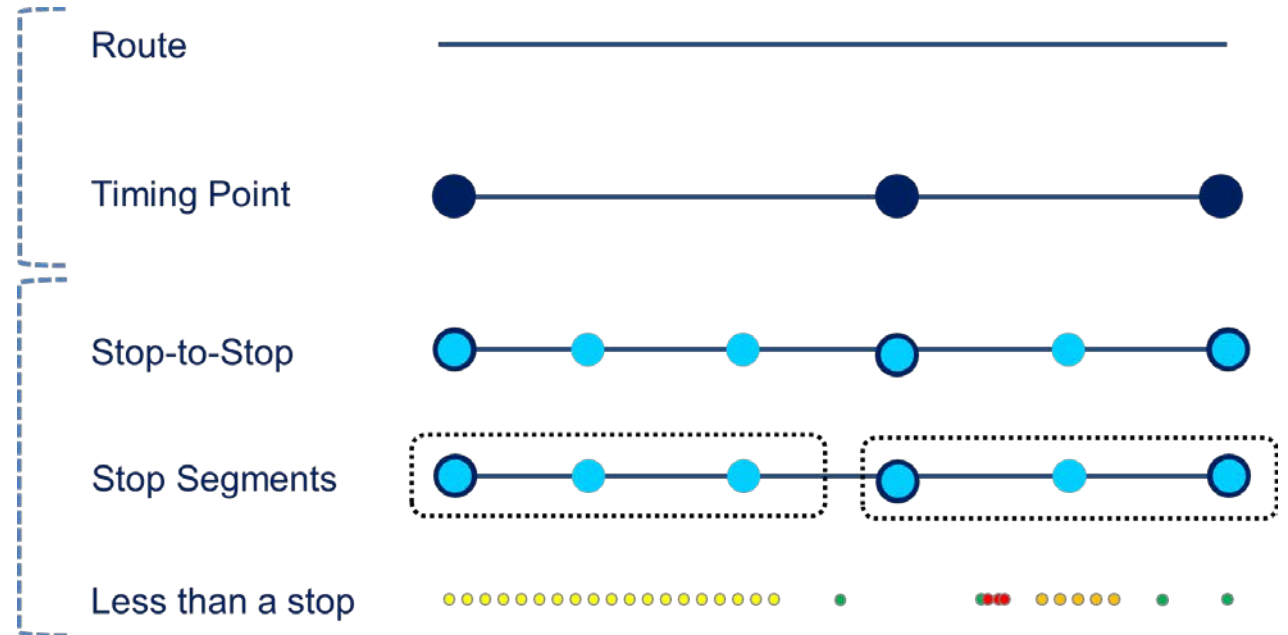 Route
Timing Point
Stop-to-Stop
Stop Segments
Less than a stop